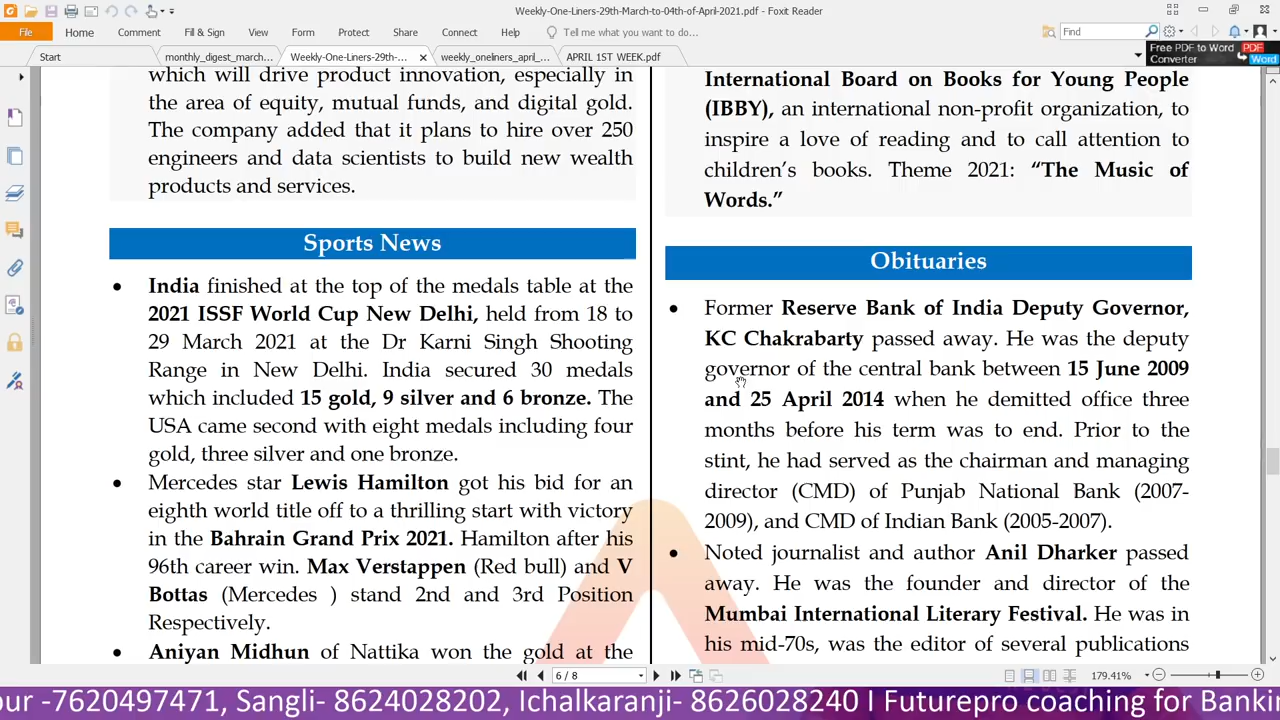 Weekly-One-Liners-29th-March-to-04th-of-April-2021.pdf - Foxit Reader
File Home Comment Fill & Sign View Form Protect Share Connect Help Tell me what you want to do... Find
Start monthly_digest_march... Weekly-One-Liners-29th-... weekly_oneliners_april_... APRIL 1ST WEEK.pdf
Free PDF to Word
Converter
PDF
Word
which will drive product innovation, especially in
the area of equity, mutual funds, and digital gold.
The company added that it plans to hire over 250
engineers and data scientists to build new wealth
products and services.
Sports News
• India finished at the top of the medals table at the
2021 ISSF World Cup New Delhi, held from 18 to
29 March 2021 at the Dr Karni Singh Shooting
Range in New Delhi. India secured 30 medals
which included 15 gold, 9 silver and 6 bronze. The
USA came second with eight medals including four
gold, three silver and one bronze.
• Mercedes star Lewis Hamilton got his bid for an
eighth world title off to a thrilling start with victory
in the Bahrain Grand Prix 2021. Hamilton after his
96th career win. Max Verstappen (Red bull) and V
Bottas (Mercedes ) stand 2nd and 3rd Position
Respectively.
• Aniyan Midhun of Nattika won the gold at the
International Board on Books for Young People
(IBBY), an international non-profit organization, to
inspire a love of reading and to call attention to
children's books. Theme 2021: “The Music of
Words.”
Obituaries
• Former Reserve Bank of India Deputy Governor,
KC Chakrabarty passed away. He was the deputy
governor of the central bank between 15 June 2009
and 25 April 2014 when he demitted office three
months before his term was to end. Prior to the
stint, he had served as the chairman and managing
director (CMD) of Punjab National Bank (2007-
2009), and CMD of Indian Bank (2005-2007).
• Noted journalist and author Anil Dharker passed
away. He was the founder and director of the
Mumbai International Literary Festival. He was in
his mid-70s, was the editor of several publications
6 / 8
179.41%
our -7620497471, Sangli- 8624028202, Ichalkaranji- 8626028240 I Futurepro coaching for Banki